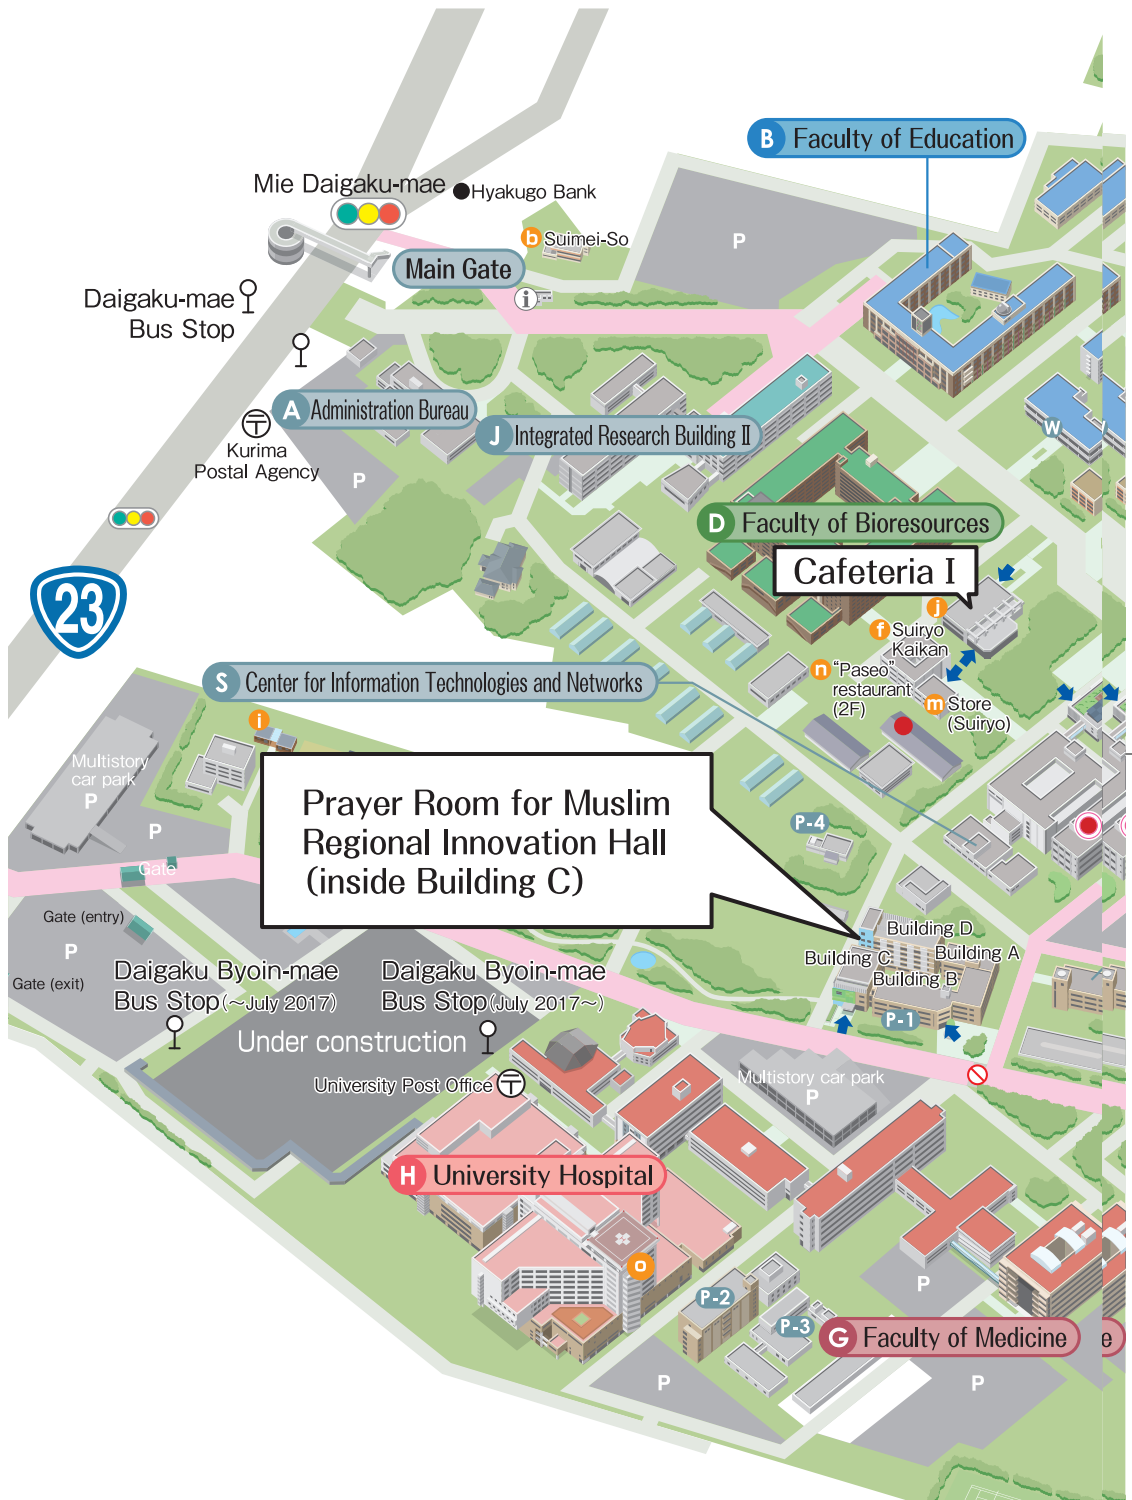 B Faculty of Education
Mie Daigaku-mae
Hyakugo Bank
b Suimei-So
P
Main Gate
i
Daigaku-mae
Bus Stop
A Administration Bureau
J Integrated Research Building II
W
Kurima
Postal Agency
P
D Faculty of Bioresources
Cafeteria I
23
j
f Suiryo
Kaikan
n "Paseo"
restaurant
(2F)
m Store
(Suiryo)
S Center for Information Technologies and Networks
i
Multistory
car park
P
P
Prayer Room for Muslim
Regional Innovation Hall
(inside Building C)
P-4
Gate
Gate (entry)
P
Gate (exit)
Building D
Building A
Building C
Building B
P-1
Daigaku Byoin-mae
Bus Stop (～July 2017)
Daigaku Byoin-mae
Bus Stop (July 2017～)
Under construction
University Post Office
Multistory car park
P
H University Hospital
o
P-2
P-3
P
G Faculty of Medicine
e
P
P